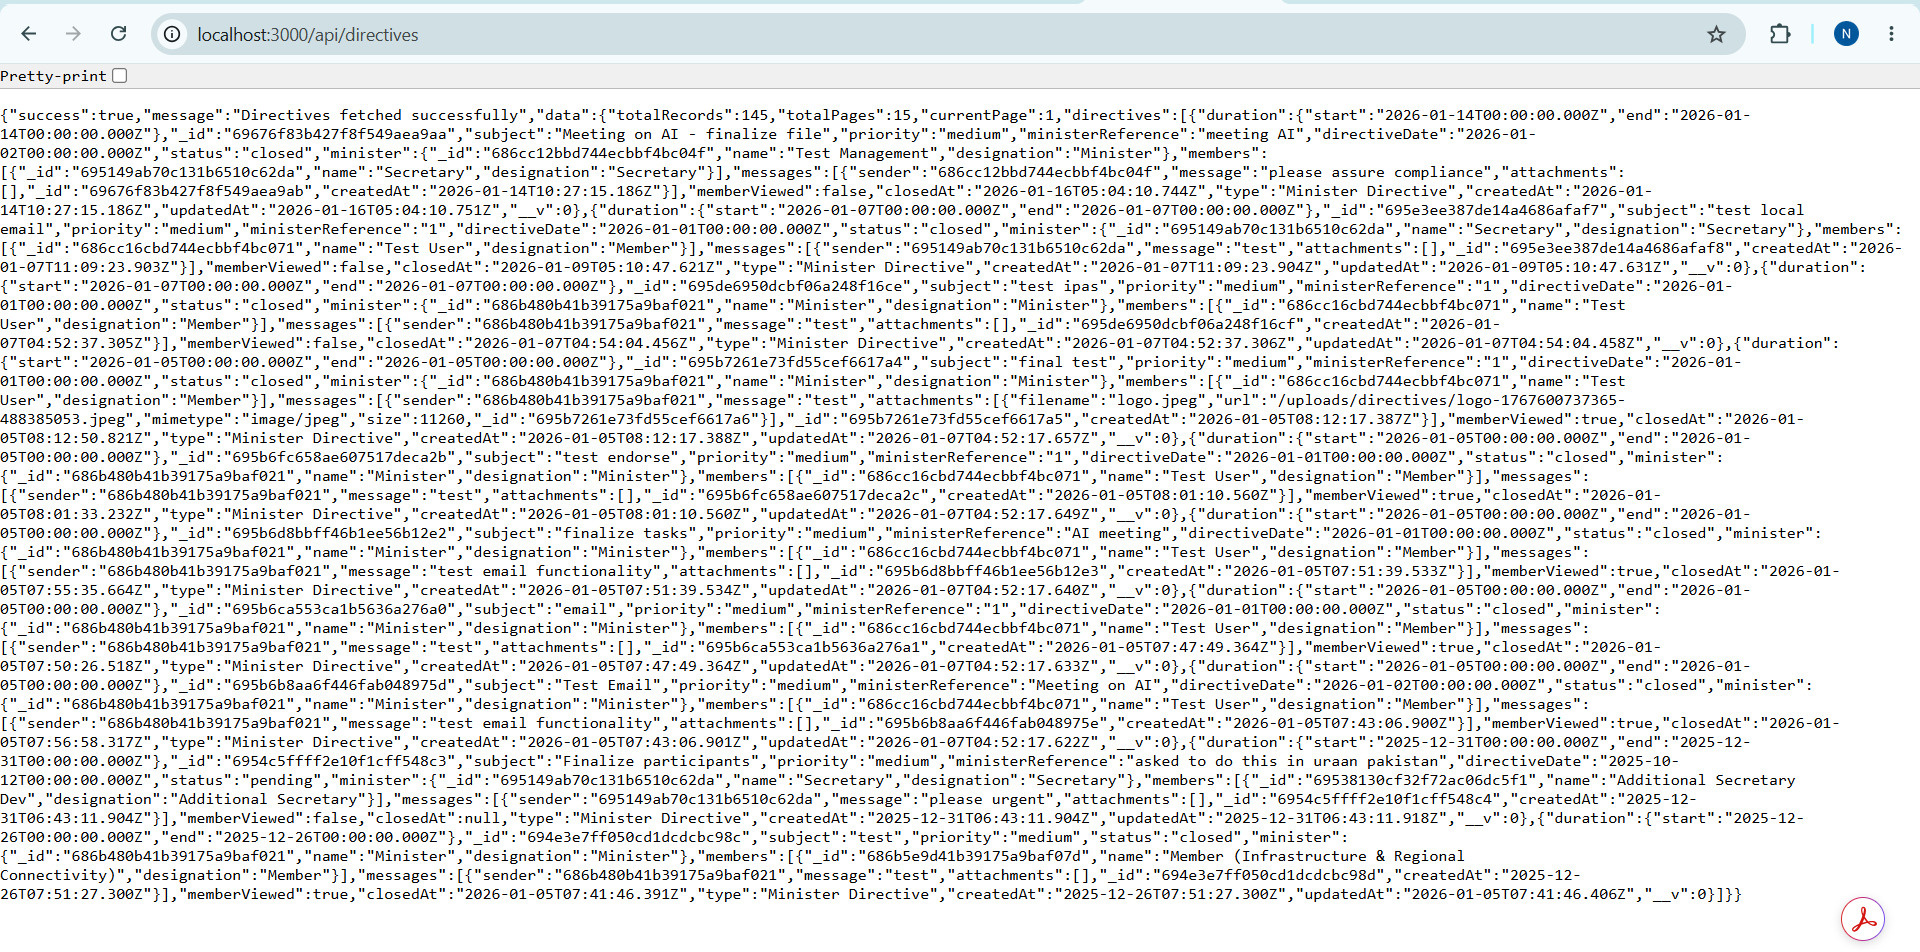 localhost:3000/api/directives
N
Pretty-print
{"success":true,"message":"Directives fetched successfully","data":{"totalRecords":145,"totalPages":15,"currentPage":1,"directives":[{"duration":{"start":"2026-01-14T00:00:00.000Z","end":"2026-01-
14T00:00:00.000Z"},"_id":"69676f83b427f8f549aea9aa","subject":"Meeting on AI - finalize file","priority":"medium","ministerReference":"meeting AI","directiveDate":"2026-01-
02T00:00:00.000Z","status":"closed","minister":{"_id":"686cc12bbd744ecbbf4bc04f","name":"Test Management","designation":"Minister"},"members":
[{"_id":"695149ab70c131b6510c62da","name":"Secretary","designation":"Secretary"}],"messages":[{"sender":"686cc12bbd744ecbbf4bc04f","message":"please assure compliance","attachments":
[],"_id":"69676f83b427f8f549aea9ab","createdAt":"2026-01-14T10:27:15.186Z"}],"memberViewed":false,"closedAt":"2026-01-16T05:04:10.744Z","type":"Minister Directive","createdAt":"2026-01-
14T10:27:15.186Z","updatedAt":"2026-01-16T05:04:10.751Z","__v":0},{"duration":{"start":"2026-01-07T00:00:00.000Z","end":"2026-01-07T00:00:00.000Z"},"_id":"695e3ee387de14a4686afaf7","subject":"test local
email","priority":"medium","ministerReference":"1","directiveDate":"2026-01-01T00:00:00.000Z","status":"closed","minister":{"_id":"695149ab70c131b6510c62da","name":"Secretary","designation":"Secretary"},"members":
[{"_id":"686cc16cbd744ecbbf4bc071","name":"Test User","designation":"Member"}],"messages":[{"sender":"695149ab70c131b6510c62da","message":"test","attachments":[],"_id":"695e3ee387de14a4686afaf8","createdAt":"2026-
01-07T11:09:23.903Z"}],"memberViewed":false,"closedAt":"2026-01-09T05:10:47.621Z","type":"Minister Directive","createdAt":"2026-01-07T11:09:23.904Z","updatedAt":"2026-01-09T05:10:47.631Z","__v":0},{"duration":
{"start":"2026-01-07T00:00:00.000Z","end":"2026-01-07T00:00:00.000Z"},"_id":"695de6950dcbf06a248f16ce","subject":"test ipas","priority":"medium","ministerReference":"1","directiveDate":"2026-01-
01T00:00:00.000Z","status":"closed","minister":{"_id":"686b480b41b39175a9baf021","name":"Minister","designation":"Minister"},"members":[{"_id":"686cc16cbd744ecbbf4bc071","name":"Test
User","designation":"Member"}],"messages":[{"sender":"686b480b41b39175a9baf021","message":"test","attachments":[],"_id":"695de6950dcbf06a248f16cf","createdAt":"2026-01-
07T04:52:37.305Z"}],"memberViewed":false,"closedAt":"2026-01-07T04:54:04.456Z","type":"Minister Directive","createdAt":"2026-01-07T04:52:37.306Z","updatedAt":"2026-01-07T04:54:04.458Z","__v":0},{"duration":
{"start":"2026-01-05T00:00:00.000Z","end":"2026-01-05T00:00:00.000Z"},"_id":"695b7261e73fd55cef6617a4","subject":"final test","priority":"medium","ministerReference":"1","directiveDate":"2026-01-
01T00:00:00.000Z","status":"closed","minister":{"_id":"686b480b41b39175a9baf021","name":"Minister","designation":"Minister"},"members":[{"_id":"686cc16cbd744ecbbf4bc071","name":"Test
User","designation":"Member"}],"messages":[{"sender":"686b480b41b39175a9baf021","message":"test","attachments":[{"filename":"logo.jpeg","url":"/uploads/directives/logo-1767600737365-
488385053.jpeg","mimetype":"image/jpeg","size":11260,"_id":"695b7261e73fd55cef6617a6"}],"_id":"695b7261e73fd55cef6617a5","createdAt":"2026-01-05T08:12:17.387Z"}],"memberViewed":true,"closedAt":"2026-01-
05T08:12:50.821Z","type":"Minister Directive","createdAt":"2026-01-05T08:12:17.388Z","updatedAt":"2026-01-07T04:52:17.657Z","__v":0},{"duration":{"start":"2026-01-05T00:00:00.000Z","end":"2026-01-
05T00:00:00.000Z"},"_id":"695b6fc658ae607517deca2b","subject":"test endorse","priority":"medium","ministerReference":"1","directiveDate":"2026-01-01T00:00:00.000Z","status":"closed","minister":
{"_id":"686b480b41b39175a9baf021","name":"Minister","designation":"Minister"},"members":[{"_id":"686cc16cbd744ecbbf4bc071","name":"Test User","designation":"Member"}],"messages":
[{"sender":"686b480b41b39175a9baf021","message":"test","attachments":[],"_id":"695b6fc658ae607517deca2c","createdAt":"2026-01-05T08:01:10.560Z"}],"memberViewed":true,"closedAt":"2026-01-
05T08:01:33.232Z","type":"Minister Directive","createdAt":"2026-01-05T08:01:10.560Z","updatedAt":"2026-01-07T04:52:17.649Z","__v":0},{"duration":{"start":"2026-01-05T00:00:00.000Z","end":"2026-01-
05T00:00:00.000Z"},"_id":"695b6d8bbff46b1ee56b12e2","subject":"finalize tasks","priority":"medium","ministerReference":"AI meeting","directiveDate":"2026-01-01T00:00:00.000Z","status":"closed","minister":
{"_id":"686b480b41b39175a9baf021","name":"Minister","designation":"Minister"},"members":[{"_id":"686cc16cbd744ecbbf4bc071","name":"Test User","designation":"Member"}],"messages":
[{"sender":"686b480b41b39175a9baf021","message":"test email functionality","attachments":[],"_id":"695b6d8bbff46b1ee56b12e3","createdAt":"2026-01-05T07:51:39.533Z"}],"memberViewed":true,"closedAt":"2026-01-
05T07:55:35.664Z","type":"Minister Directive","createdAt":"2026-01-05T07:51:39.534Z","updatedAt":"2026-01-07T04:52:17.640Z","__v":0},{"duration":{"start":"2026-01-05T00:00:00.000Z","end":"2026-01-
05T00:00:00.000Z"},"_id":"695b6ca553ca1b5636a276a0","subject":"email","priority":"medium","ministerReference":"1","directiveDate":"2026-01-01T00:00:00.000Z","status":"closed","minister":
{"_id":"686b480b41b39175a9baf021","name":"Minister","designation":"Minister"},"members":[{"_id":"686cc16cbd744ecbbf4bc071","name":"Test User","designation":"Member"}],"messages":
[{"sender":"686b480b41b39175a9baf021","message":"test","attachments":[],"_id":"695b6ca553ca1b5636a276a1","createdAt":"2026-01-05T07:47:49.364Z"}],"memberViewed":true,"closedAt":"2026-01-
05T07:50:26.518Z","type":"Minister Directive","createdAt":"2026-01-05T07:47:49.364Z","updatedAt":"2026-01-07T04:52:17.633Z","__v":0},{"duration":{"start":"2026-01-05T00:00:00.000Z","end":"2026-01-
05T00:00:00.000Z"},"_id":"695b6b8aa6f446fab048975d","subject":"Test Email","priority":"medium","ministerReference":"Meeting on AI","directiveDate":"2026-01-02T00:00:00.000Z","status":"closed","minister":
{"_id":"686b480b41b39175a9baf021","name":"Minister","designation":"Minister"},"members":[{"_id":"686cc16cbd744ecbbf4bc071","name":"Test User","designation":"Member"}],"messages":
[{"sender":"686b480b41b39175a9baf021","message":"test email functionality","attachments":[],"_id":"695b6b8aa6f446fab048975e","createdAt":"2026-01-05T07:43:06.900Z"}],"memberViewed":true,"closedAt":"2026-01-
05T07:56:58.317Z","type":"Minister Directive","createdAt":"2026-01-05T07:43:06.901Z","updatedAt":"2026-01-07T04:52:17.622Z","__v":0},{"duration":{"start":"2025-12-31T00:00:00.000Z","end":"2025-12-
31T00:00:00.000Z"},"_id":"6954c5ffff2e10f1cff548c3","subject":"Finalize participants","priority":"medium","ministerReference":"asked to do this in uraan pakistan","directiveDate":"2025-10-
12T00:00:00.000Z","status":"pending","minister":{"_id":"695149ab70c131b6510c62da","name":"Secretary","designation":"Secretary"},"members":[{"_id":"69538130cf32f72ac06dc5f1","name":"Additional Secretary
Dev","designation":"Additional Secretary"}],"messages":[{"sender":"695149ab70c131b6510c62da","message":"please urgent","attachments":[],"_id":"6954c5ffff2e10f1cff548c4","createdAt":"2025-12-
31T06:43:11.904Z"}],"memberViewed":false,"closedAt":null,"type":"Minister Directive","createdAt":"2025-12-31T06:43:11.904Z","updatedAt":"2025-12-31T06:43:11.918Z","__v":0},{"duration":{"start":"2025-12-
26T00:00:00.000Z","end":"2025-12-26T00:00:00.000Z"},"_id":"694e3e7ff050cd1dcdcbc98c","subject":"test","priority":"medium","status":"closed","minister":
{"_id":"686b480b41b39175a9baf021","name":"Minister","designation":"Minister"},"members":[{"_id":"686b5e9d41b39175a9baf07d","name":"Member (Infrastructure & Regional
Connectivity)","designation":"Member"}],"messages":[{"sender":"686b480b41b39175a9baf021","message":"test","attachments":[],"_id":"694e3e7ff050cd1dcdcbc98d","createdAt":"2025-12-
26T07:51:27.300Z"}],"memberViewed":true,"closedAt":"2026-01-05T07:41:46.391Z","type":"Minister Directive","createdAt":"2025-12-26T07:51:27.300Z","updatedAt":"2026-01-05T07:41:46.406Z","__v":0}]}}